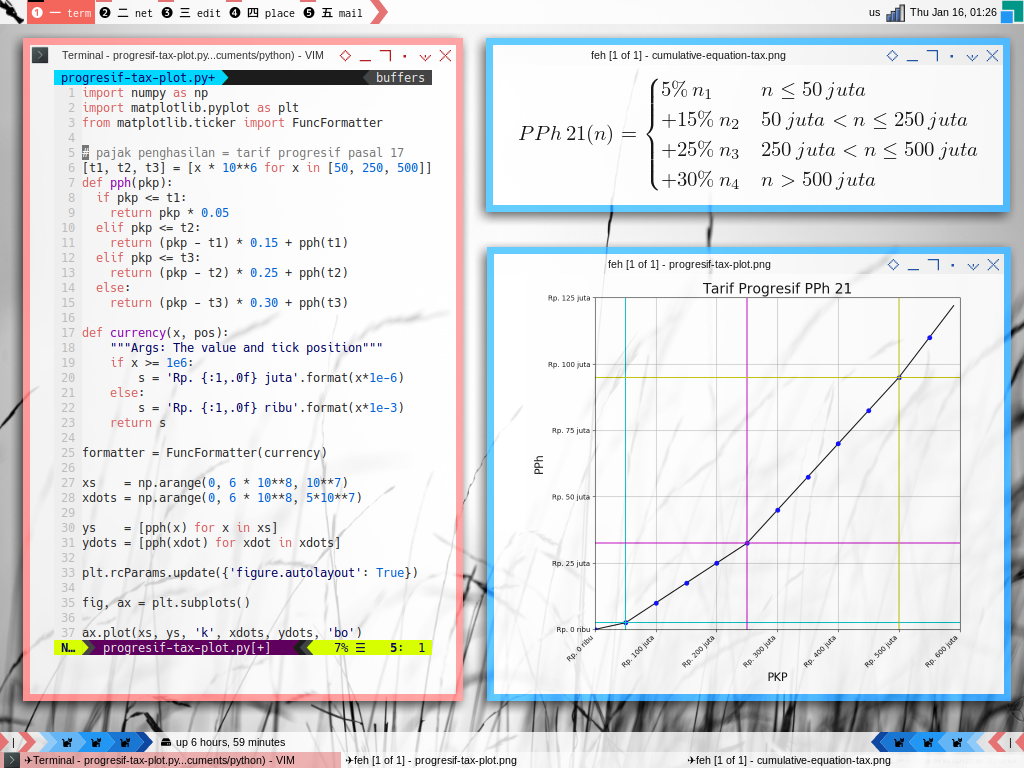 ❶ 一 term ❷ 二 net ❸ 三 edit ❹ 四 place ❺ 五 mail
us Thu Jan 16, 01:26
Terminal - progresif-tax-plot.py...cuments/python) - VIM
progresif-tax-plot.py+ buffers
1 import numpy as np
2 import matplotlib.pyplot as plt
3 from matplotlib.ticker import FuncFormatter
4
5 # pajak penghasilan = tarif progresif pasal 17
6 [t1, t2, t3] = [x * 10**6 for x in [50, 250, 500]]
7 def pph(pkp):
8   if pkp <= t1:
9     return pkp * 0.05
10   elif pkp <= t2:
11     return (pkp - t1) * 0.15 + pph(t1)
12   elif pkp <= t3:
13     return (pkp - t2) * 0.25 + pph(t2)
14   else:
15     return (pkp - t3) * 0.30 + pph(t3)
16
17 def currency(x, pos):
18     """Args: The value and tick position"""
19     if x >= 1e6:
20         s = 'Rp. {:1,.0f} juta'.format(x*1e-6)
21     else:
22         s = 'Rp. {:1,.0f} ribu'.format(x*1e-3)
23     return s
24
25 formatter = FuncFormatter(currency)
26
27 xs    = np.arange(0, 6 * 10**8, 10**7)
28 xdots = np.arange(0, 6 * 10**8, 5*10**7)
29
30 ys    = [pph(x) for x in xs]
31 ydots = [pph(xdot) for xdot in xdots]
32
33 plt.rcParams.update({'figure.autolayout': True})
34
35 fig, ax = plt.subplots()
36
37 ax.plot(xs, ys, 'k', xdots, ydots, 'bo')
N… progresif-tax-plot.py[+] 7% ☰ 5: 1
feh [1 of 1] - cumulative-equation-tax.png
5% n₁ n ≤ 50 juta
+15% n₂ 50 juta < n ≤ 250 juta
PPh 21(n) =
+25% n₃ 250 juta < n ≤ 500 juta
+30% n₄ n > 500 juta
feh [1 of 1] - progresif-tax-plot.png
Tarif Progresif PPh 21
Rp. 125 juta
Rp. 100 juta
Rp. 75 juta
PPh
Rp. 50 juta
Rp. 25 juta
Rp. 0 ribu
Rp. 0 ribu Rp. 100 juta Rp. 200 juta Rp. 300 juta Rp. 400 juta Rp. 500 juta Rp. 600 juta
PKP
up 6 hours, 59 minutes
✈Terminal - progresif-tax-plot.py...cuments/python) - VIM ✈feh [1 of 1] - progresif-tax-plot.png ✈feh [1 of 1] - cumulative-equation-tax.png